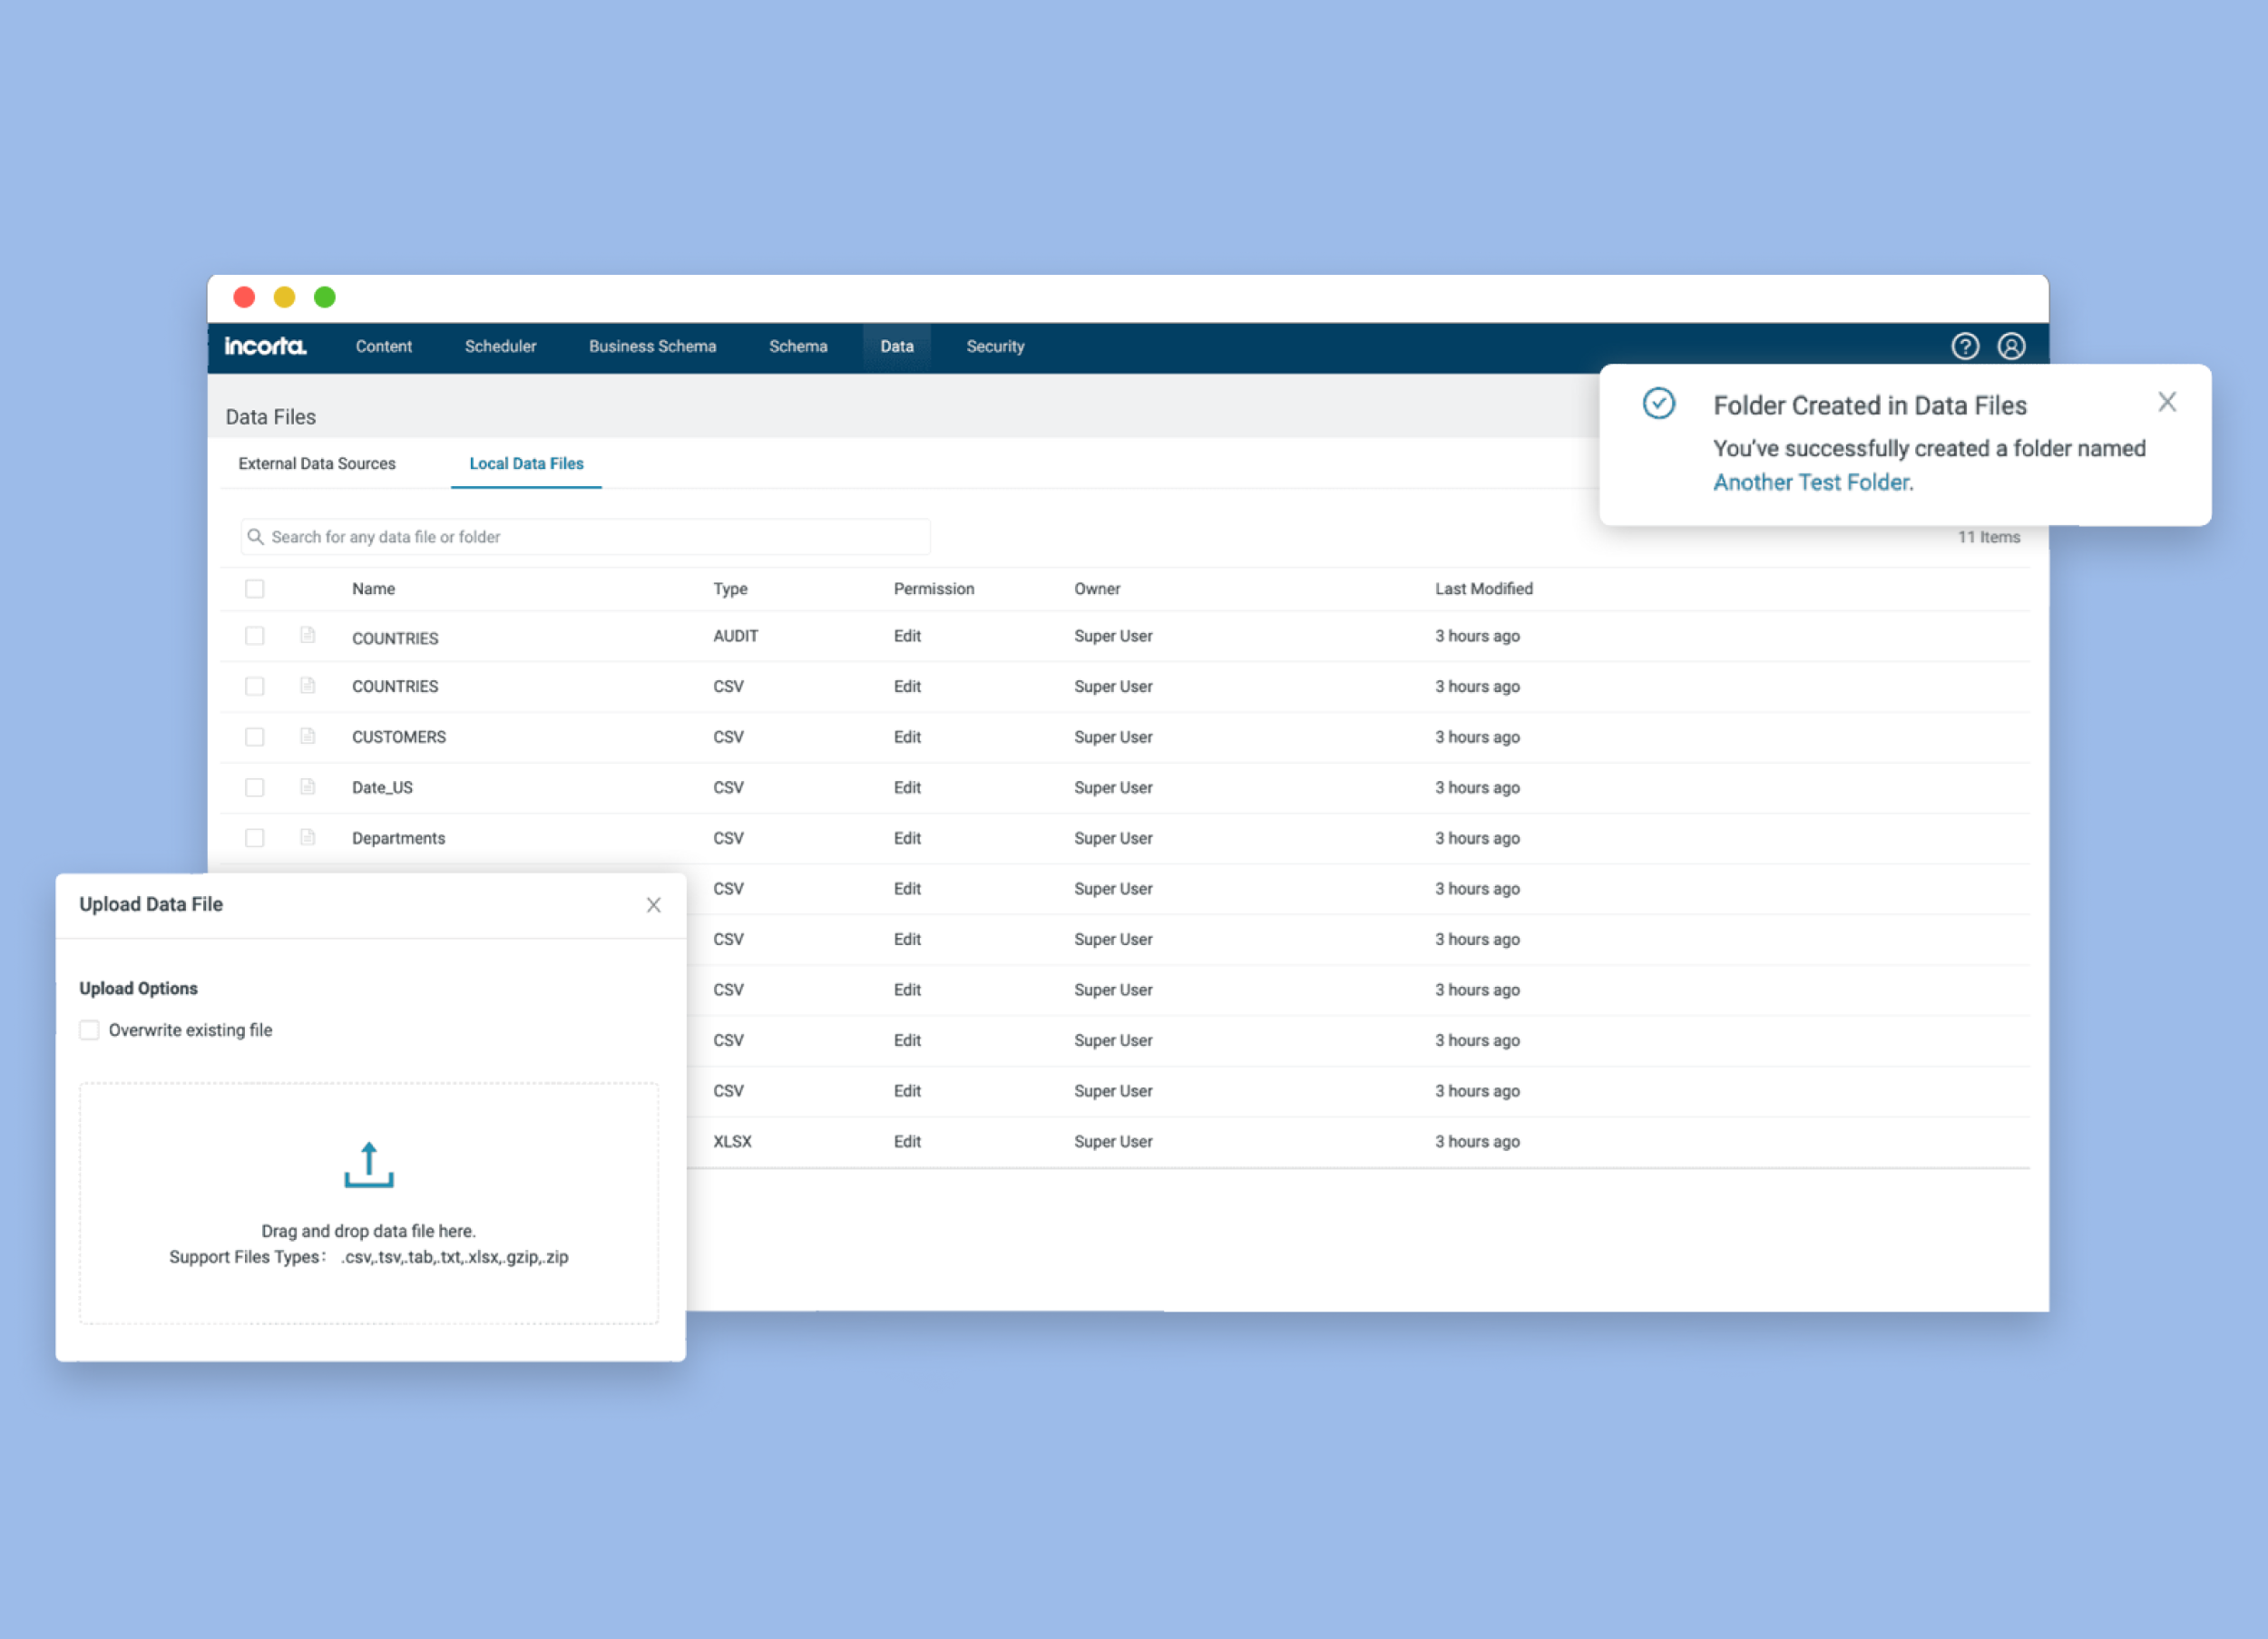 incorta. Content Scheduler Business Schema Schema Data Security
Data Files
External Data Sources Local Data Files
Folder Created in Data Files
You've successfully created a folder named
Another Test Folder.
Search for any data file or folder
11 Items
Name Type Permission Owner Last Modified
COUNTRIES AUDIT Edit Super User 3 hours ago
COUNTRIES CSV Edit Super User 3 hours ago
CUSTOMERS CSV Edit Super User 3 hours ago
Date_US CSV Edit Super User 3 hours ago
Departments CSV Edit Super User 3 hours ago
CSV Edit Super User 3 hours ago
CSV Edit Super User 3 hours ago
CSV Edit Super User 3 hours ago
CSV Edit Super User 3 hours ago
CSV Edit Super User 3 hours ago
XLSX Edit Super User 3 hours ago
Upload Data File
Upload Options
Overwrite existing file
Drag and drop data file here.
Support Files Types: .csv,.tsv,.tab,.txt,.xlsx,.gzip,.zip